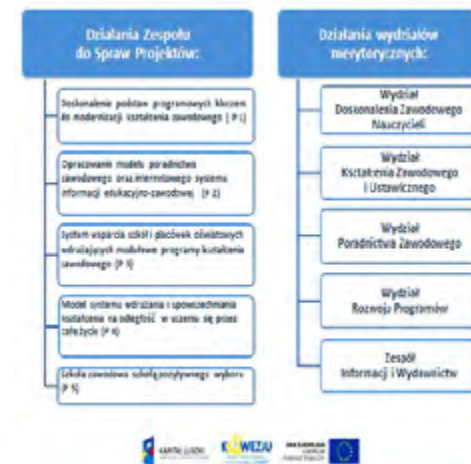 Działania Zespołu
do Spraw Projektów:
Doskonalenie podstaw programowych kluczem
do modernizacji kształcenia zawodowego ( P 1)
Opracowanie modelu poradnictwa
zawodowego oraz internetowego systemu
informacji edukacyjno-zawodowej (P 2)
System wsparcia szkół i placówek oświatowych
wdrażających modułowe programy kształcenia
zawodowego (P 3)
Model systemu wdrażania i upowszechniania
kształcenia na odległość w uczeniu się przez
całe życie (P 4)
Szkoła zawodowa szkołą pozytywnego wyboru
(P 5)
Działania wydziałów
merytorycznych:
Wydział
Doskonalenia Zawodowego
Nauczycieli
Wydział
Kształcenia Zawodowego
i Ustawicznego
Wydział
Poradnictwa Zawodowego
Wydział
Rozwoju Programów
Zespół
Informacji i Wydawnictw
KAPITAŁ LUDZKI
KOWEZiU
UNIA EUROPEJSKA